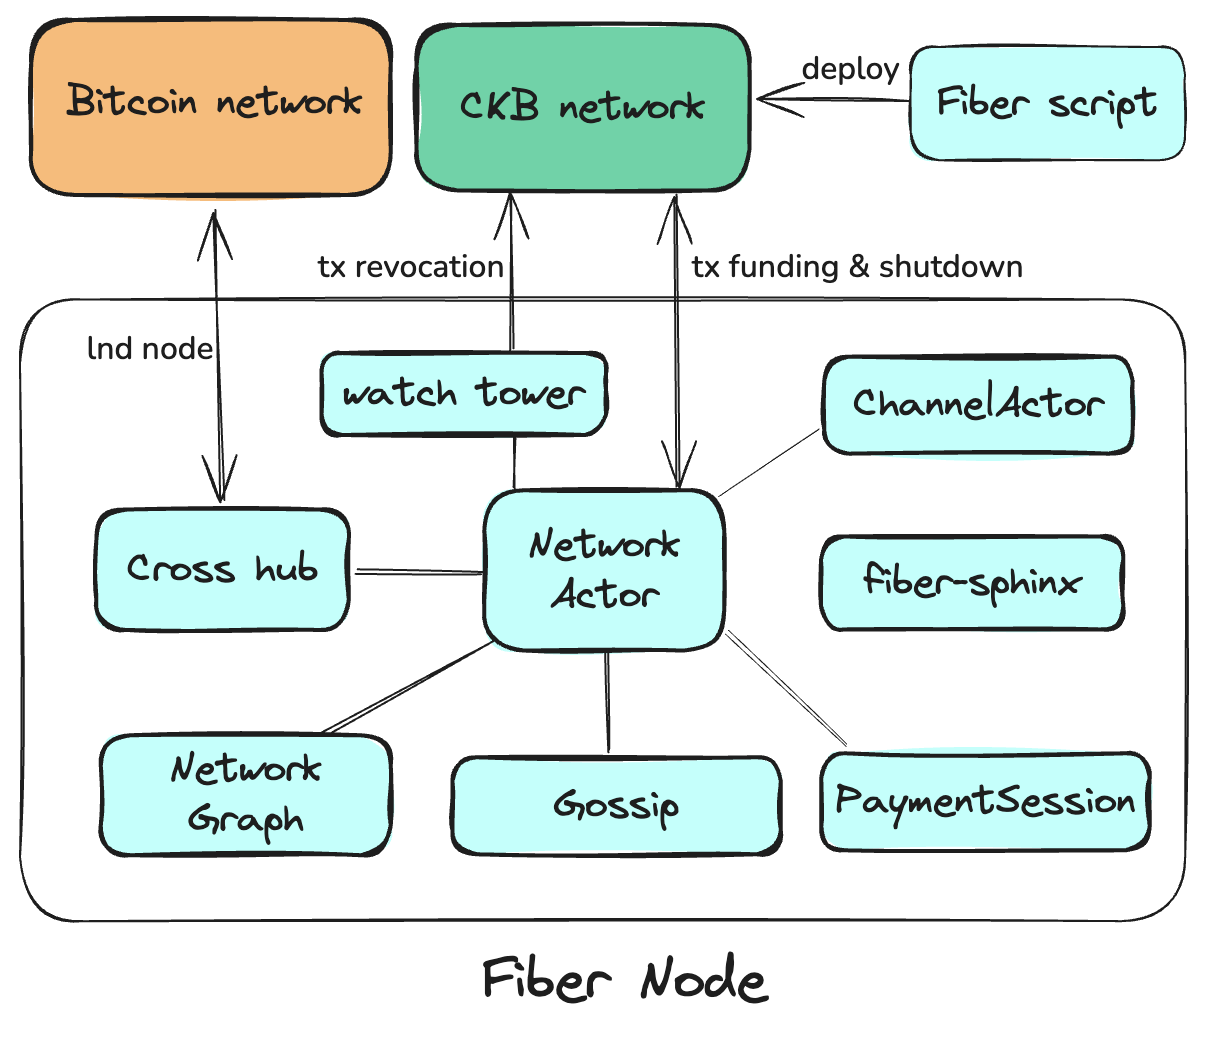 Bitcoin network
CKB network
deploy
Fiber script
tx revocation
tx funding & shutdown
lnd node
watch tower
ChannelActor
Cross hub
Network
Actor
fiber-sphinx
Network
Graph
Gossip
PaymentSession
Fiber Node